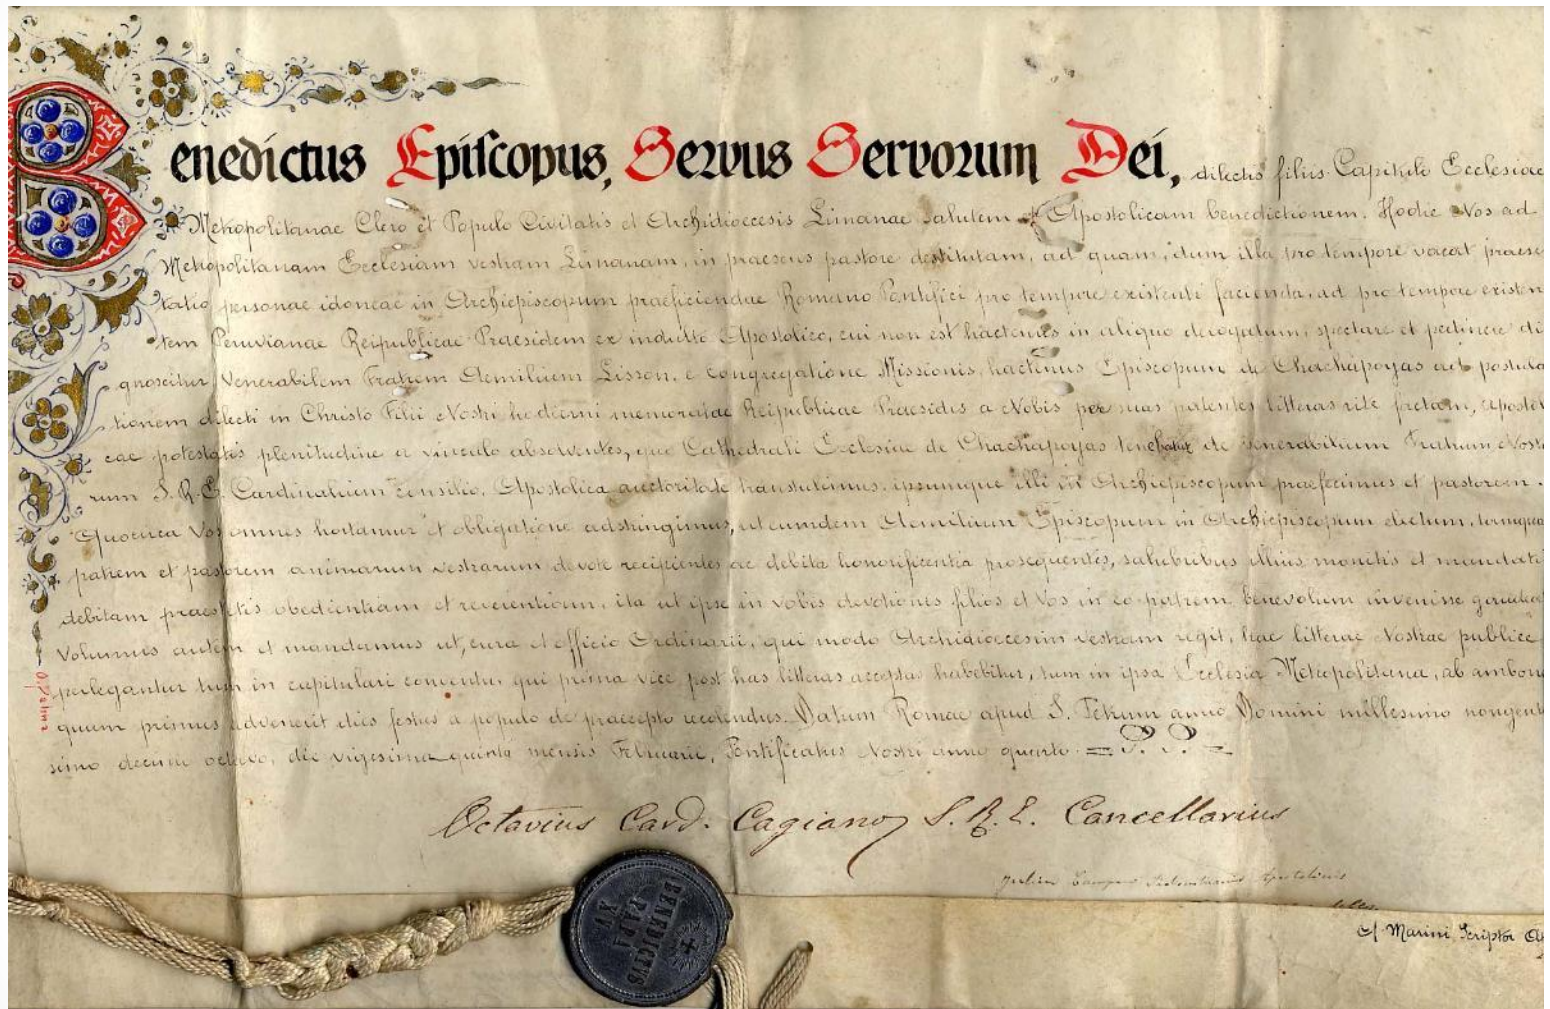 Benedictus Episcopus, Servus Servorum Dei, dilectis filiis Capitulo Ecclesiae
Metropolitanae Clero et Populo Civitatis et Archidioecesis Limanae salutem et Apostolicam benedictionem. Hodie Nos ad
Metropolitanam Ecclesiam vestram Limanam, in praesens pastore destitutam, ad quam, dum illa pro tempore vacat praesen
tatio personae idoneae in Archiepiscopum praeficiendae Romano Pontifici pro tempore existenti facienda, ad pro tempore existen
tem Peruvianae Reipublicae Praesidem ex indulto Apostolico, cui non est hactenus in aliquo derogatum, spectare et pertinere di
gnoscitur Venerabilem Fratrem Aemilium Lisson, e Congregatione Missionis, hactenus Episcopum de Chachapoyas ad postula
tionem dilecti in Christo Filii Nostri hodierni memoratae Reipublicae Praesidis a Nobis per suas patentes litteras rite factam, Apostoli
cae potestatis plenitudine a vinculo absolventes, quo Cathedrali Ecclesiae de Chachapoyas tenebatur de Venerabilium Fratrum Nost
rum S. R. E. Cardinalium consilio, Apostolica auctoritate transtulimus, ipsumque illi in Archiepiscopum praefecimus et pastorem.
Quocirca Vos omnes hortamur et obligatione adstringimus, ut eumdem Aemilium Episcopum in Archiepiscopum electum, tamquam
patrem et pastorem animarum vestrarum devote recipientes ac debita honorificentia prosequentes, salubribus illius monitis et mandati
debitam praestetis obedientiam et reverentiam, ita ut ipse in vobis devotionis filios et Vos in eo patrem benevolum invenisse gaudea
Volumus autem et mandamus ut, cura et officio Ordinarii, qui modo Archidioecesim vestram regit, hae litterae Nostrae publice
perlegantur tum in capitulari conventu, qui prima vice post has litteras acceptas habebitur, tum in ipsa Ecclesia Metropolitana, ab ambone
quum primus advenerit dies festus a populo de praecepto recolendus. Datum Romae apud S. Petrum anno Domini millesimo nongente
simo decimo octavo, die vigesima quinta mensis Februarii, Pontificatus Nostri anno quarto.
Octavius Card. Cagiano S. R. E. Cancellarius
Apostolicus
Marini Scriptor
BENEDICTUS
PAPA
XV